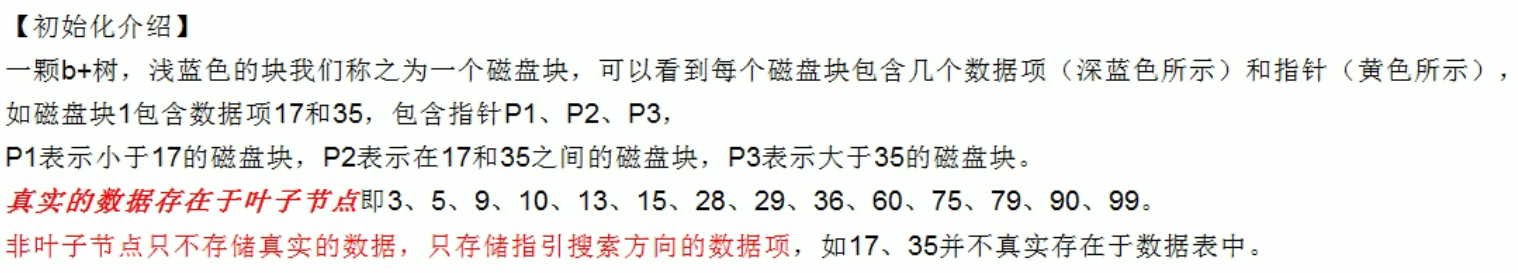 【初始化介绍】
一颗b+树，浅蓝色的块我们称之为一个磁盘块，可以看到每个磁盘块包含几个数据项（深蓝色所示）和指针（黄色所示），
如磁盘块1包含数据项17和35，包含指针P1、P2、P3，
P1表示小于17的磁盘块，P2表示在17和35之间的磁盘块，P3表示大于35的磁盘块。
真实的数据存在于叶子节点即3、5、9、10、13、15、28、29、36、60、75、79、90、99。
非叶子节点只不存储真实的数据，只存储指引搜索方向的数据项，如17、35并不真实存在于数据表中。